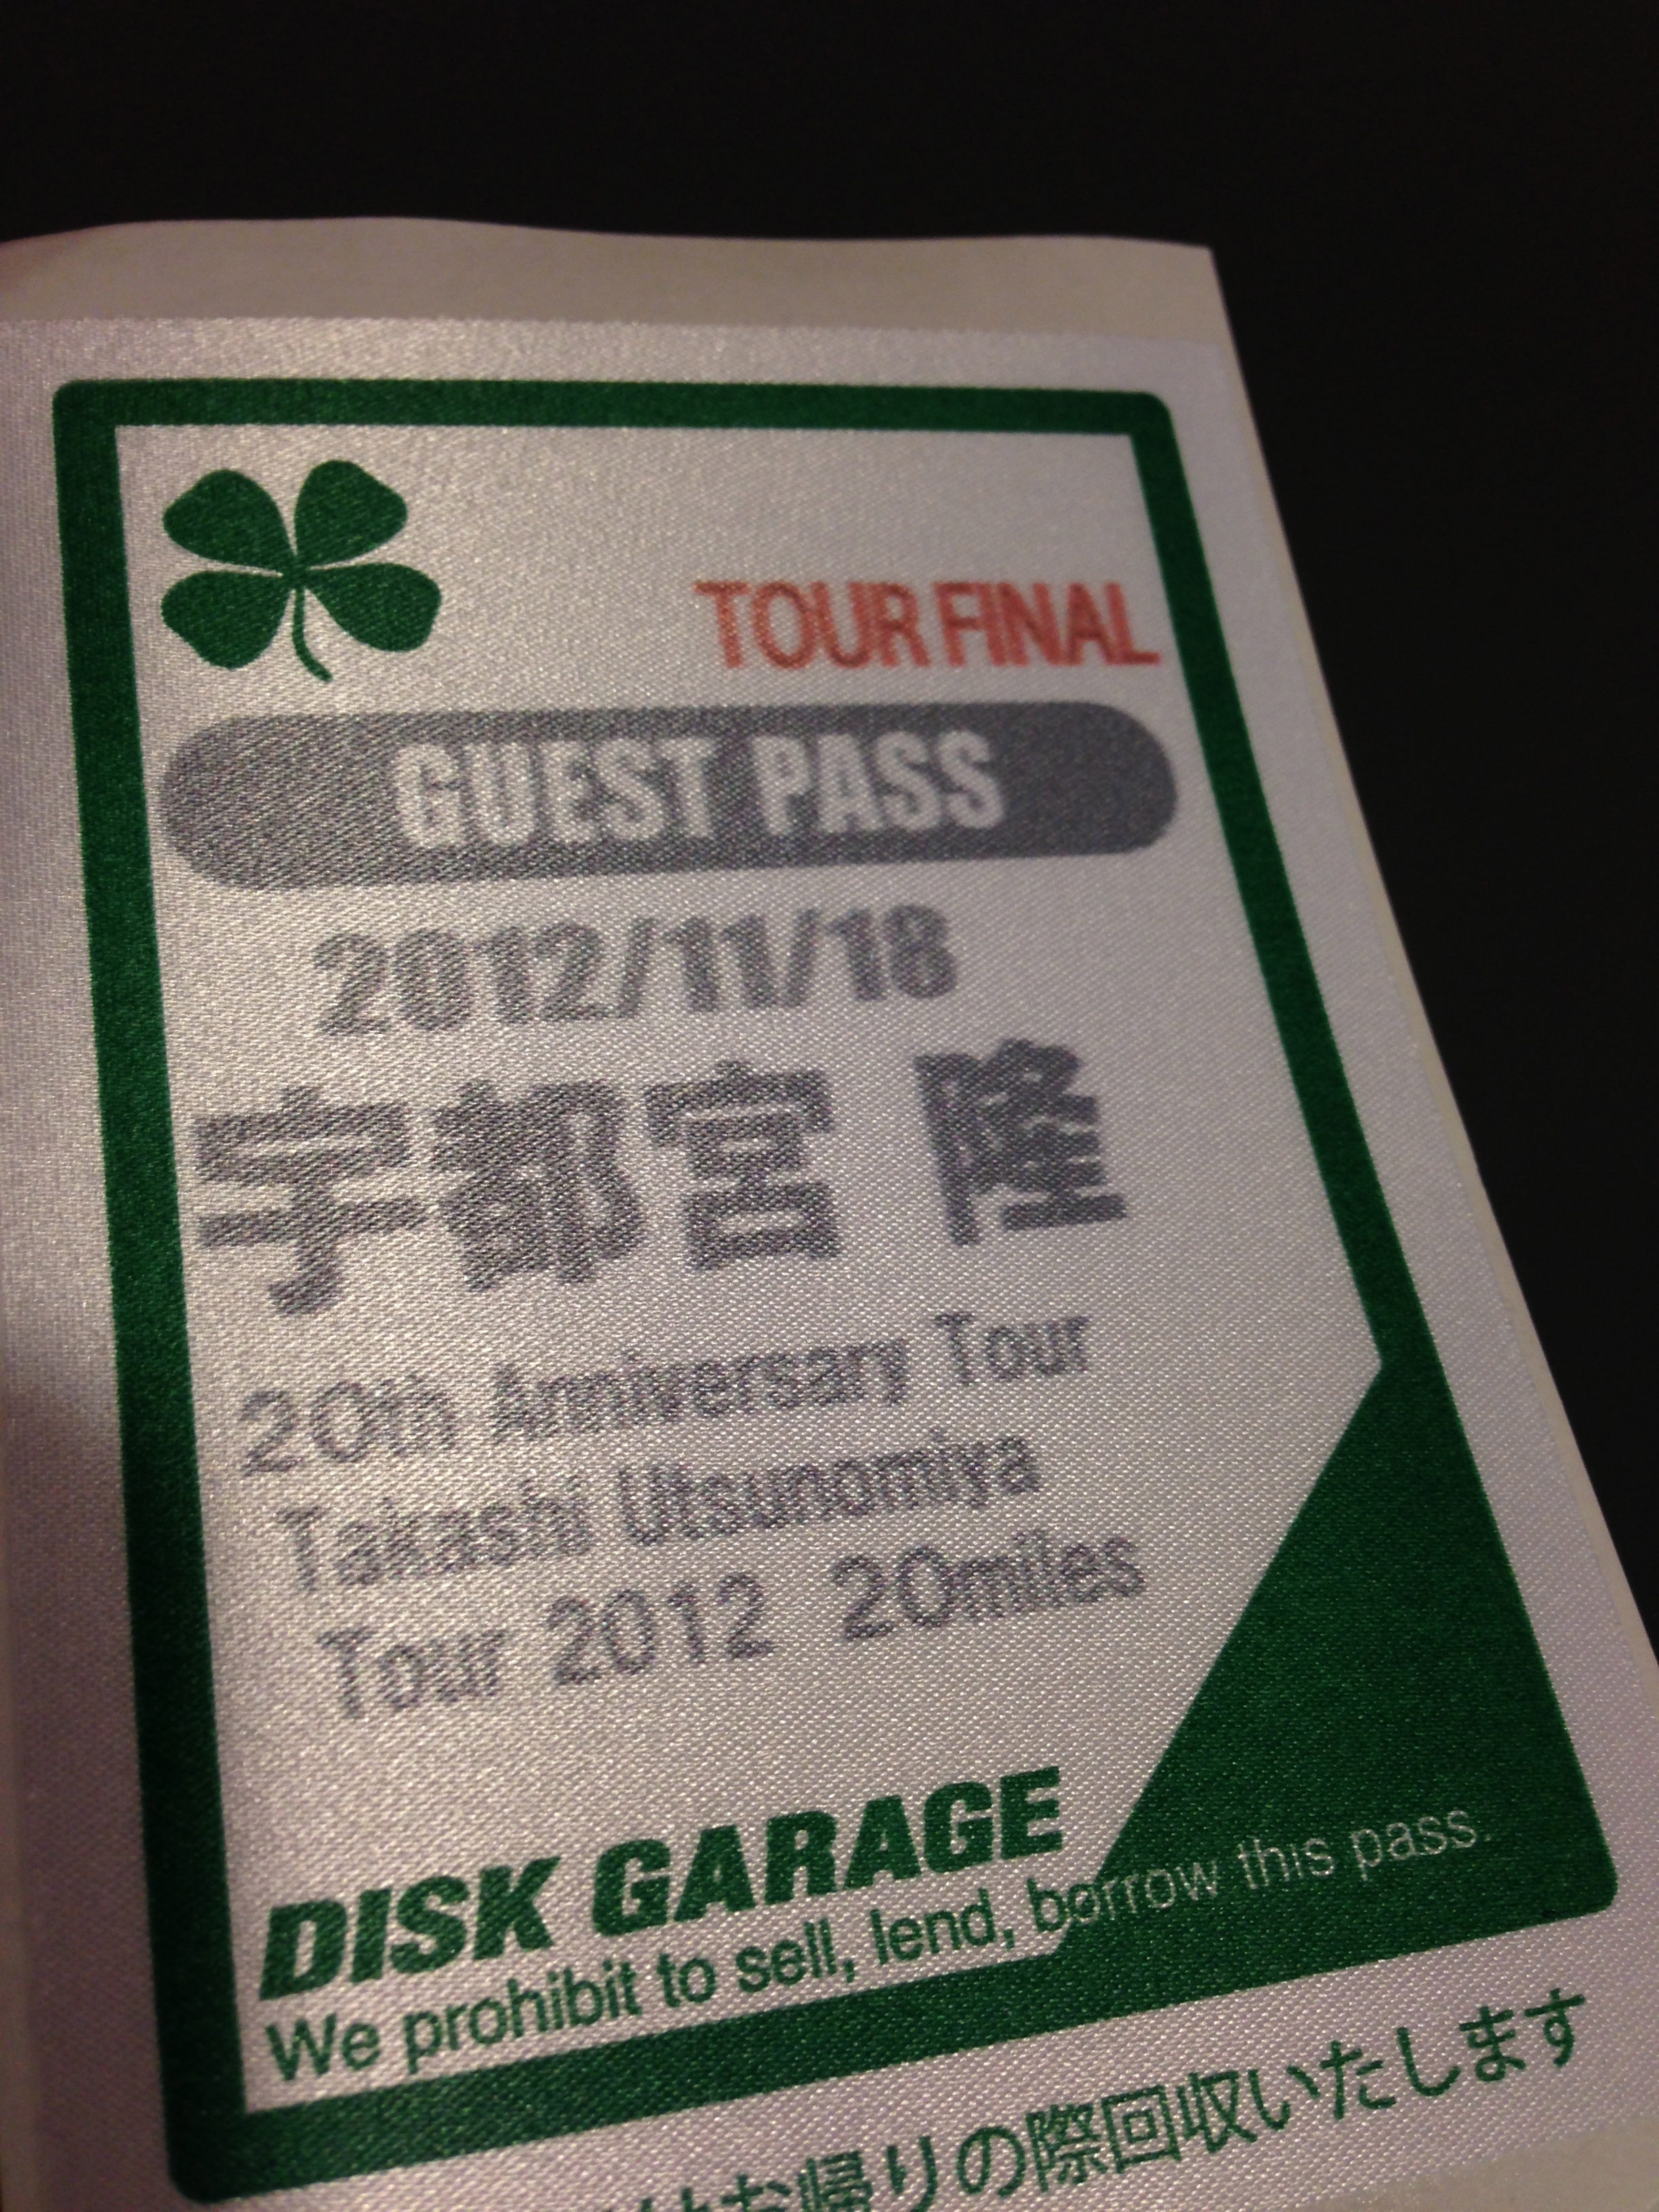 TOUR FINAL
GUEST PASS
2012/11/18
宇都宮 隆
20th Anniversary Tour
Takashi Utsunomiya
Tour 2012 20miles
DISK GARAGE
We prohibit to sell, lend, borrow this pass.
お帰りの際回収いたします